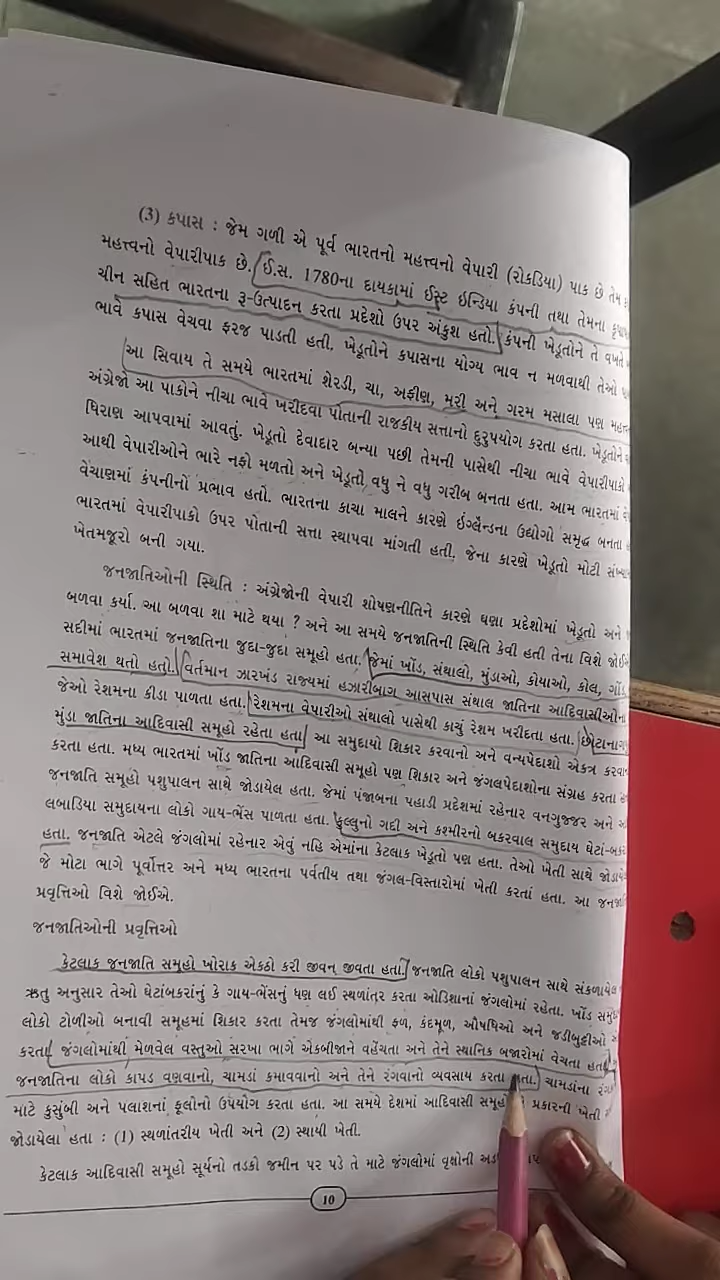 (3) કપાસ : જેમ ગળી એ પૂર્વ ભારતનો મહત્ત્વનો વેપારી (રોકડિયા) પાક છે તેમ
મહત્ત્વનો વેપારીપાક છે. ઈ.સ. 1780ના દાયકામાં ઈસ્ટ ઇન્ડિયા કંપની તથા તેમના
ચીન સહિત ભારતના રૂ-ઉત્પાદન કરતા પ્રદેશો ઉપર અંકુશ હતો. કંપની ખેડૂતોને તે વખતે
ભાવે કપાસ વેચવા ફરજ પાડતી હતી. ખેડૂતોને કપાસના યોગ્ય ભાવ ન મળવાથી તેઓ
આ સિવાય તે સમયે ભારતમાં શેરડી, ચા, અફીણ, મરી અને ગરમ મસાલા પણ
અંગ્રેજો આ પાકોને નીચા ભાવે ખરીદવા પોતાની રાજકીય સત્તાનો દુરુપયોગ કરતા હતા. ખેડૂતોને
ધિરાણ આપવામાં આવતું. ખેડૂતો દેવાદાર બન્યા પછી તેમની પાસેથી નીચા ભાવે વેપારીપાકો
આથી વેપારીઓને ભારે નફો મળતો અને ખેડૂતો વધુ ને વધુ ગરીબ બનતા હતા. આમ ભારતમાં
વેચાણમાં કંપનીનો પ્રભાવ હતો. ભારતના કાચા માલને કારણે ઇંગ્લૅન્ડના ઉદ્યોગો સમૃદ્ધ બનતા
ભારતમાં વેપારીપાકો ઉપર પોતાની સત્તા સ્થાપવા માંગતી હતી. જેના કારણે ખેડૂતો મોટી
ખેતમજૂરો બની ગયા.
જનજાતિઓની સ્થિતિ : અંગ્રેજોની વેપારી શોષણનીતિને કારણે ઘણા પ્રદેશોમાં ખેડૂતો અને
બળવા કર્યા. આ બળવા શા માટે થયા ? અને આ સમયે જનજાતિની સ્થિતિ કેવી હતી તેના વિશે
સદીમાં ભારતમાં જનજાતિના જુદા-જુદા સમૂહો હતા. જેમાં ખોંડ, સંથાલો, મુંડાઓ, કોયાઓ, કોલ, ગોંડ
સમાવેશ થતો હતો. વર્તમાન ઝારખંડ રાજ્યમાં હઝારીબાગ આસપાસ સંથાલ જાતિના આદિવાસીઓના
જેઓ રેશમના કીડા પાળતા હતા. રેશમના વેપારીઓ સંથાલો પાસેથી કાચું રેશમ ખરીદતા હતા.
મુંડા જાતિના આદિવાસી સમૂહો રહેતા હતા. આ સમુદાયો શિકાર કરવાનો અને વન્યપેદાશો એકત્ર
કરતા હતા. મધ્ય ભારતમાં ખોંડ જાતિના આદિવાસી સમૂહો પણ શિકાર અને જંગલપેદાશોના સંગ્રહ કરતા
જનજાતિ સમૂહો પશુપાલન સાથે જોડાયેલ હતા. જેમાં પંજાબના પહાડી પ્રદેશમાં રહેનાર વનગુજ્જર અને
લબાડિયા સમુદાયના લોકો ગાય-ભેંસ પાળતા હતા. કુલ્લુનો ગદ્દી અને કશ્મીરનો બકરવાલ સમુદાય ઘેટાં-બકરાં
હતા. જનજાતિ એટલે જંગલોમાં રહેનાર એવું નહિ એમાંના કેટલાક ખેડૂતો પણ હતા. તેઓ ખેતી સાથે
જે મોટા ભાગે પૂર્વોત્તર અને મધ્ય ભારતના પર્વતીય તથા જંગલ-વિસ્તારોમાં ખેતી કરતાં હતા. આ
પ્રવૃત્તિઓ વિશે જોઈએ.
જનજાતિઓની પ્રવૃત્તિઓ
કેટલાક જનજાતિ સમૂહો ખોરાક એકઠો કરી જીવન જીવતા હતા. જનજાતિ લોકો પશુપાલન સાથે
ઋતુ અનુસાર તેઓ ઘેટાંબકરાંનું કે ગાય-ભેંસનું ધણ લઈ સ્થળાંતર કરતા ઓડિશાનાં જંગલોમાં રહેતા. ખોંડ
લોકો ટોળીઓ બનાવી સમૂહમાં શિકાર કરતા તેમજ જંગલોમાંથી ફળ, કંદમૂળ, ઔષધિઓ અને જડીબુટ્ટીઓ
કરતા. જંગલોમાંથી મેળવેલ વસ્તુઓ સરખા ભાગે એકબીજાને વહેંચતા અને તેને સ્થાનિક બજારોમાં વેચતા હતા.
જનજાતિના લોકો કાપડ વણવાનો, ચામડાં કમાવવાનો અને તેને રંગવાનો વ્યવસાય કરતા હતા. ચામડાંના
માટે કુસુંબી અને પલાશનાં ફૂલોનો ઉપયોગ કરતા હતા. આ સમયે દેશમાં આદિવાસી પ્રકારની ખેતી
જોડાયેલા હતા : (1) સ્થળાંતરીય ખેતી અને (2) સ્થાયી ખેતી.
કેટલાક આદિવાસી સમૂહો સૂર્યનો તડકો જમીન પર પડે તે માટે જંગલોમાં વૃક્ષોની
10